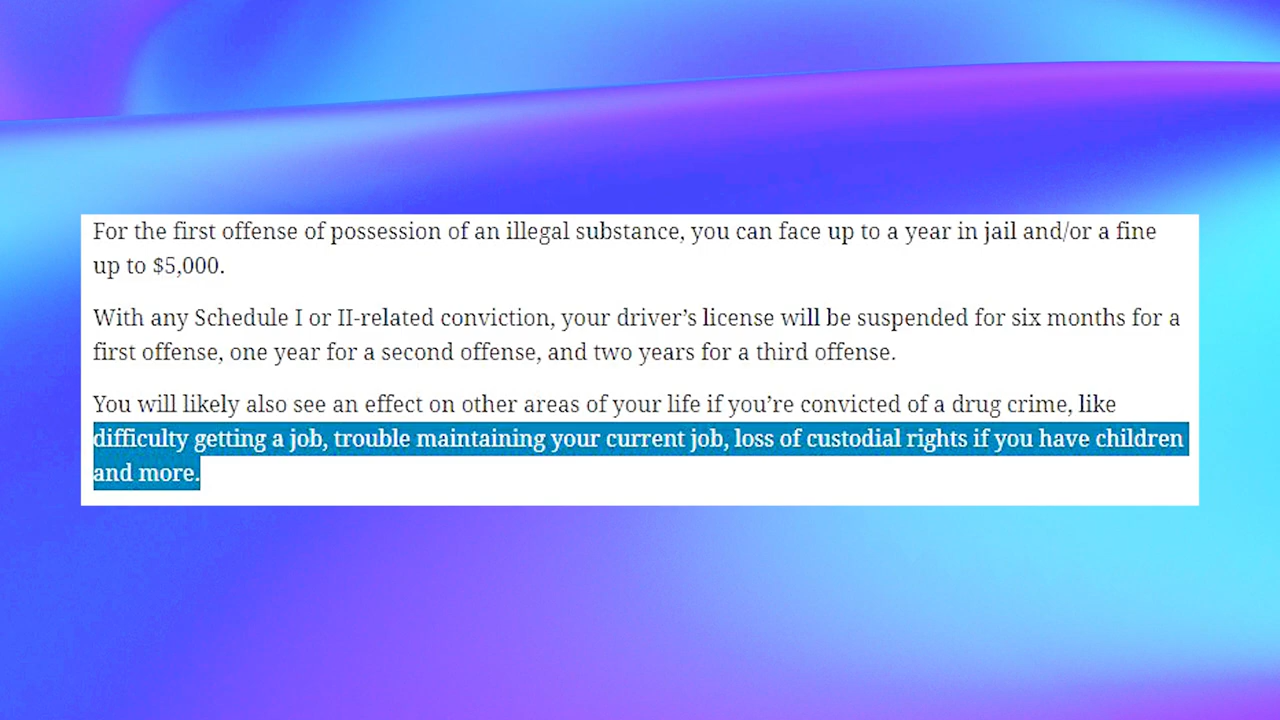 For the first offense of possession of an illegal substance, you can face up to a year in jail and/or a fine
up to $5,000.
With any Schedule I or II-related conviction, your driver’s license will be suspended for six months for a
first offense, one year for a second offense, and two years for a third offense.
You will likely also see an effect on other areas of your life if you’re convicted of a drug crime, like
difficulty getting a job, trouble maintaining your current job, loss of custodial rights if you have children
and more.